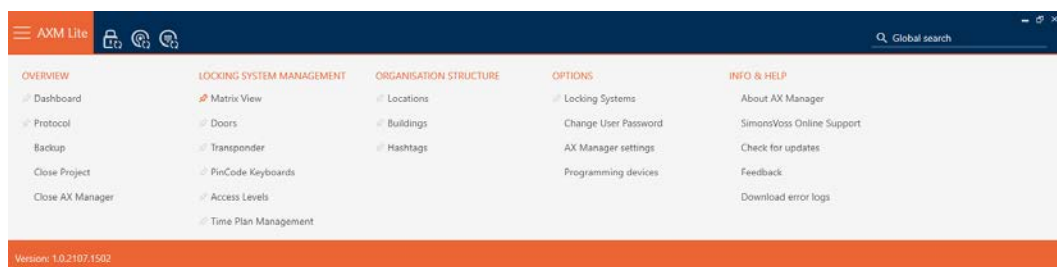 AXM Lite
Global search
OVERVIEW
Dashboard
Protocol
Backup
Close Project
Close AX Manager
LOCKING SYSTEM MANAGEMENT
Matrix View
Doors
Transponder
PinCode Keyboards
Access Levels
Time Plan Management
ORGANISATION STRUCTURE
Locations
Buildings
Hashtags
OPTIONS
Locking Systems
Change User Password
AX Manager settings
Programming devices
INFO & HELP
About AX Manager
SimonsVoss Online Support
Check for updates
Feedback
Download error logs
Version: 1.0.2107.1502